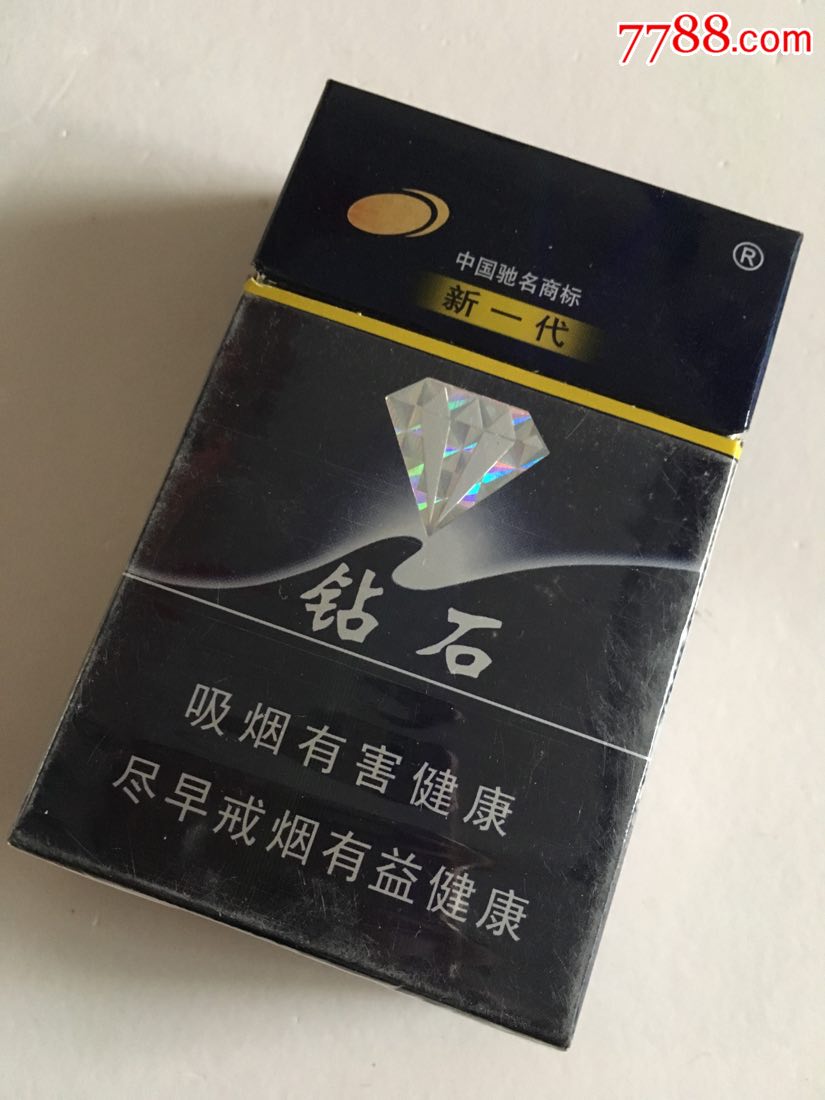 7788.com
®
中国驰名商标
新一代
钻石
吸烟有害健康
尽早戒烟有益健康